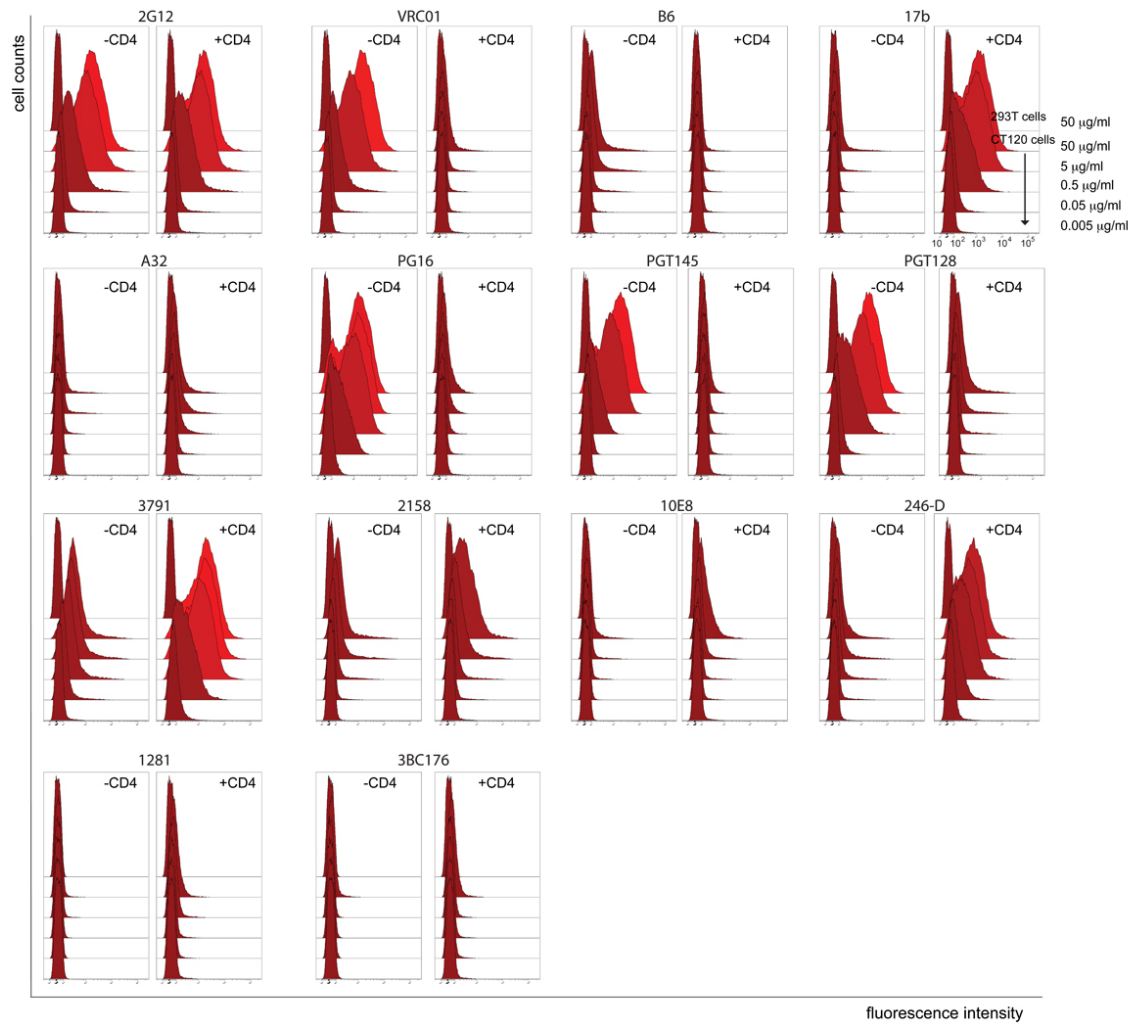 cell counts
2G12
VRC01
B6
17b
-CD4
+CD4
-CD4
+CD4
-CD4
+CD4
-CD4
+CD4
293T cells 50 µg/ml
CT120 cells 50 µg/ml
5 µg/ml
0.5 µg/ml
0.05 µg/ml
0.005 µg/ml
10 10² 10³ 10⁴ 10⁵
A32
PG16
PGT145
PGT128
-CD4
+CD4
-CD4
+CD4
-CD4
+CD4
-CD4
+CD4
3791
2158
10E8
246-D
-CD4
+CD4
-CD4
+CD4
-CD4
+CD4
-CD4
+CD4
1281
3BC176
-CD4
+CD4
-CD4
+CD4
fluorescence intensity